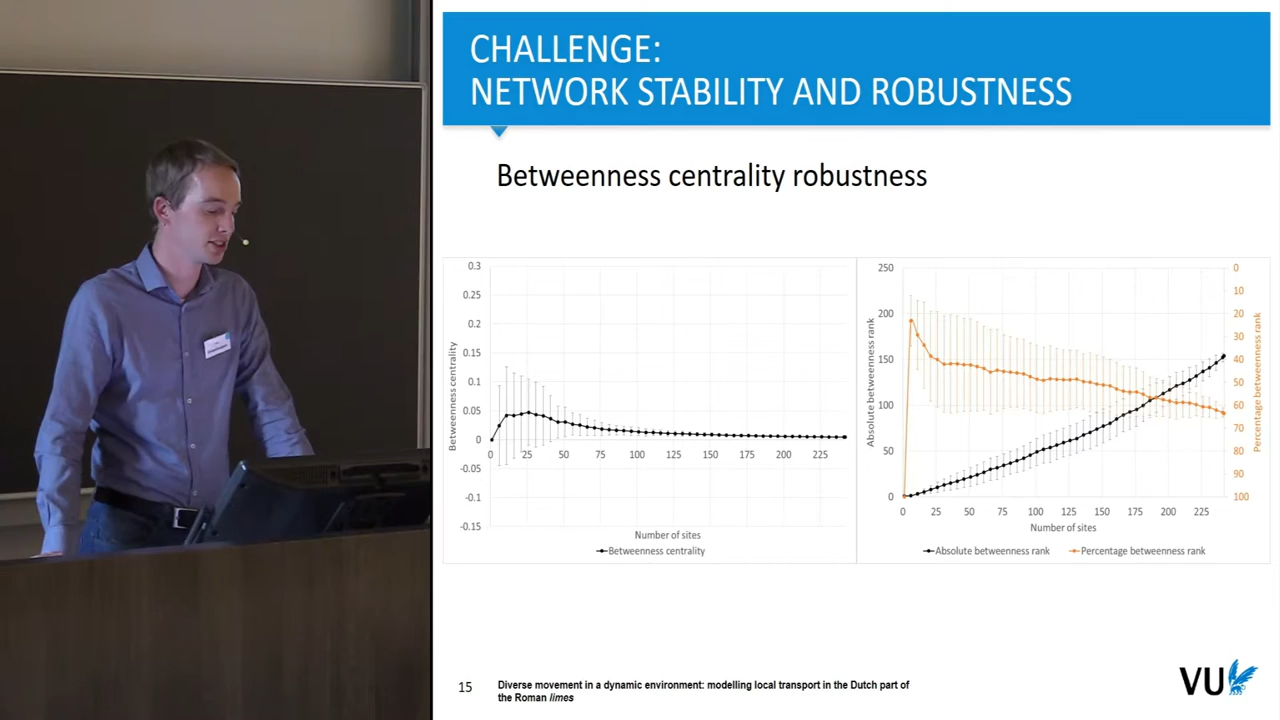 CHALLENGE:
NETWORK STABILITY AND ROBUSTNESS
Betweenness centrality robustness
0.3
0.25
0.2
0.15
0.1
0.05
0
-0.05
-0.1
-0.15
Betweenness centrality
0 25 50 75 100 125 150 175 200 225
Number of sites
Betweenness centrality
250
200
150
100
50
0
Absolute betweenness rank
0
10
20
30
40
50
60
70
80
90
100
Percentage betweenness rank
0 25 50 75 100 125 150 175 200 225
Number of sites
Absolute betweenness rank Percentage betweenness rank
15
Diverse movement in a dynamic environment: modelling local transport in the Dutch part of
the Roman limes
VU